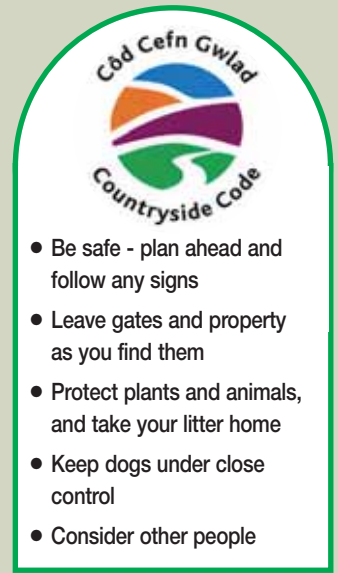 Côd Cefn Gwlad
Countryside Code
• Be safe - plan ahead and
follow any signs
• Leave gates and property
as you find them
• Protect plants and animals,
and take your litter home
• Keep dogs under close
control
• Consider other people